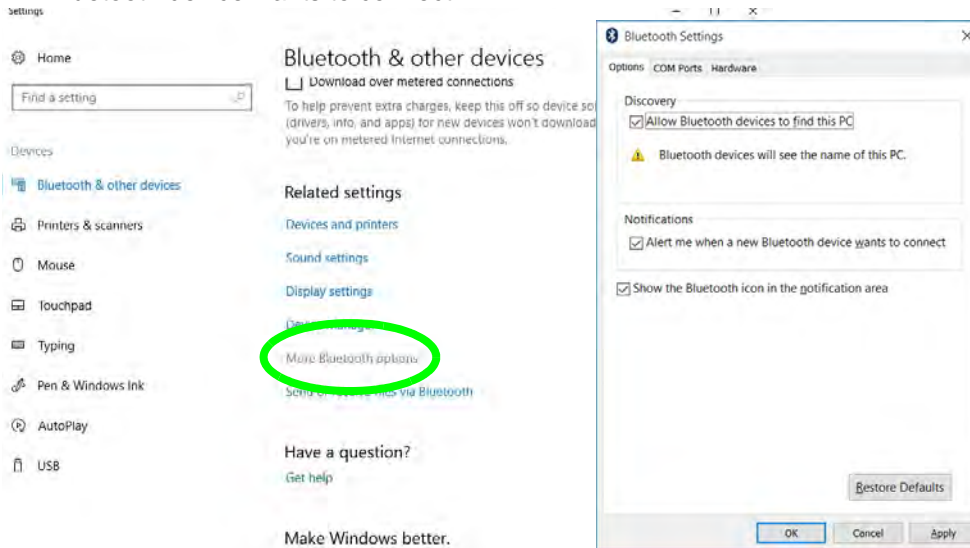 Settings
Home
Find a setting
Devices
Bluetooth & other devices
Printers & scanners
Mouse
Touchpad
Typing
Pen & Windows Ink
AutoPlay
USB
Bluetooth & other devices
Download over metered connections
To help prevent extra charges, keep this off so device
(drivers, info, and apps) for new devices won't download
you're on metered Internet connections.
Related settings
Devices and printers
Sound settings
Display settings
More Bluetooth options
files via Bluetooth
Have a question?
Get help
Make Windows better.
Bluetooth Settings
Options COM Ports Hardware
Discovery
Allow Bluetooth devices to find this PC
Bluetooth devices will see the name of this PC.
Notifications
Alert me when a new Bluetooth device wants to connect
Show the Bluetooth icon in the notification area
Restore Defaults
OK Cancel Apply